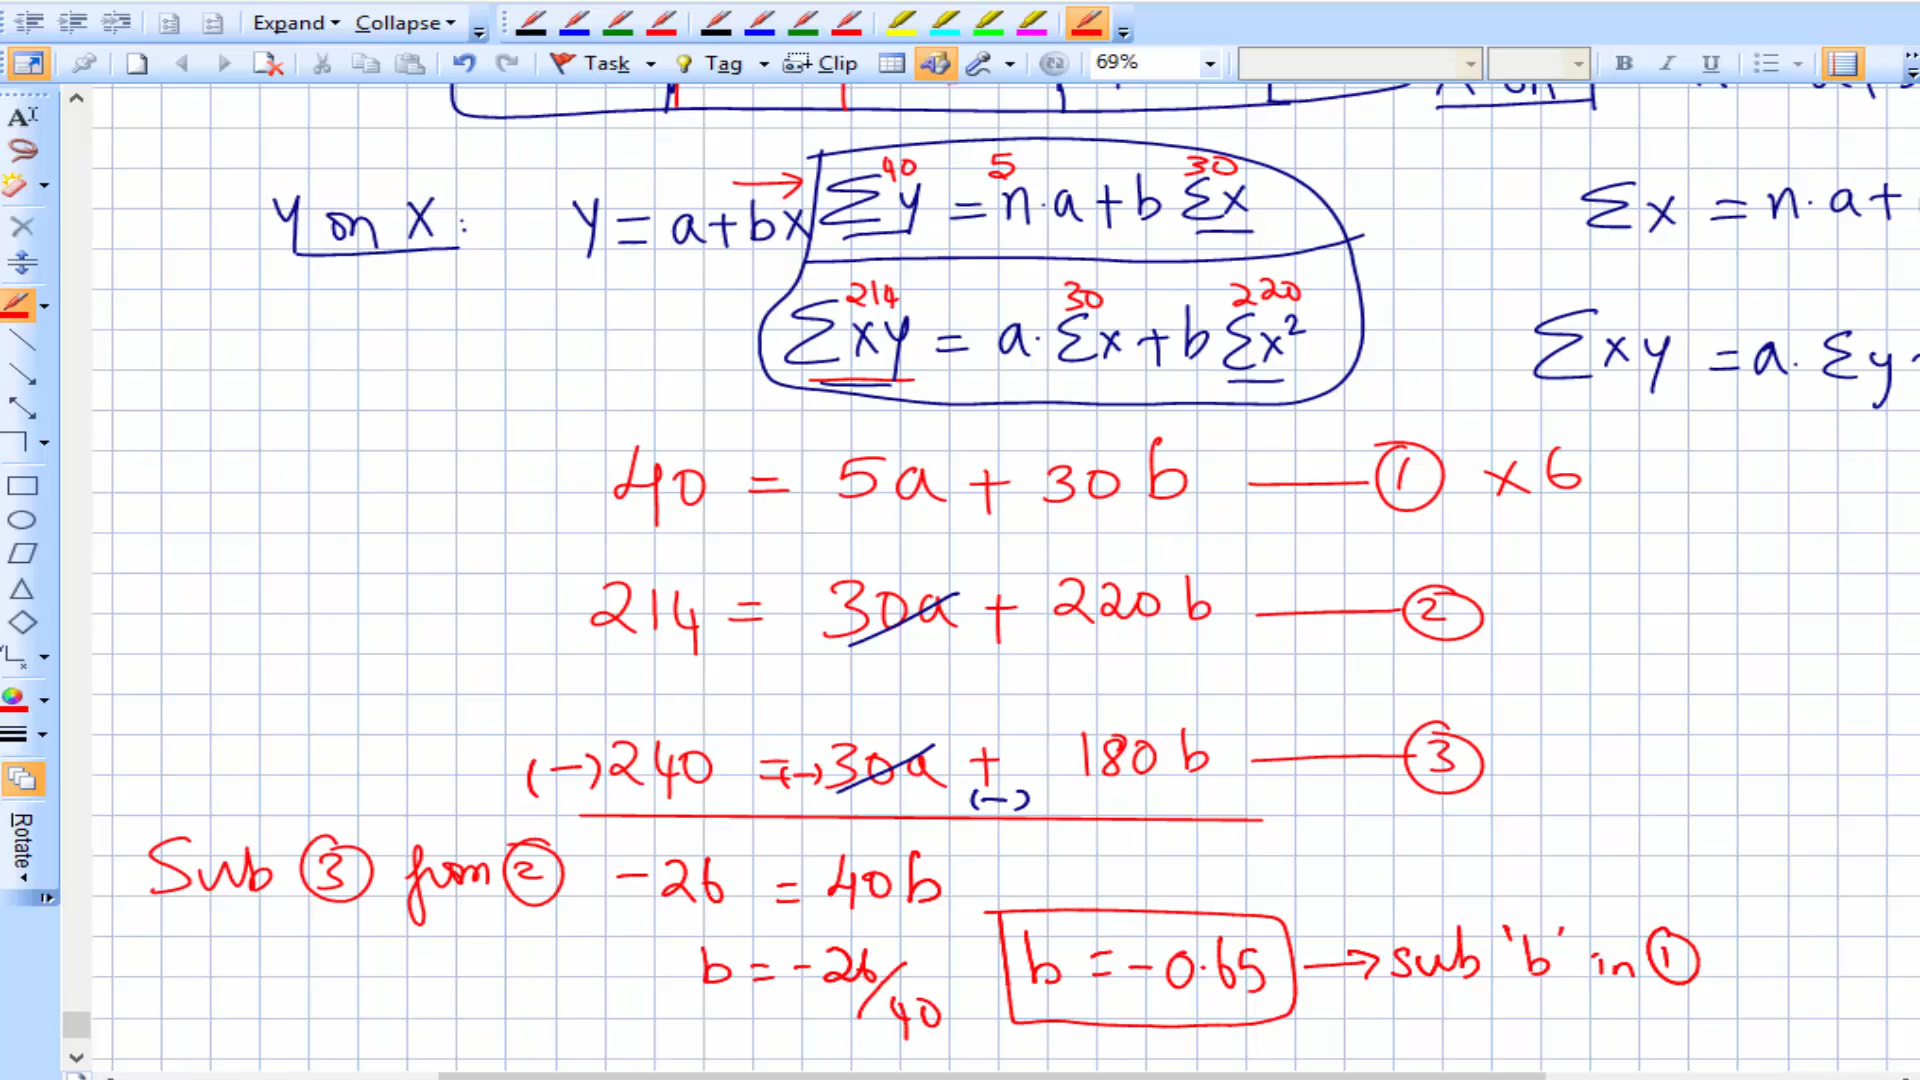 Expand Collapse
Task Tag Clip 69% B I U
40 5 30
Y on X: Y = a+bx Σy = n·a+b Σx
Σx = n·a+
214 30 220
Σxy = a·Σx+b Σx²
Σxy = a·Σy
40 = 5a + 30b — ① ×6
214 = 30a + 220b — ②
(-)240 = (-)30a + 180b — ③
(-)
Sub ③ from ② -26 = 40b
b = -26/40 b = -0.65 → sub 'b' in ①
Rotate